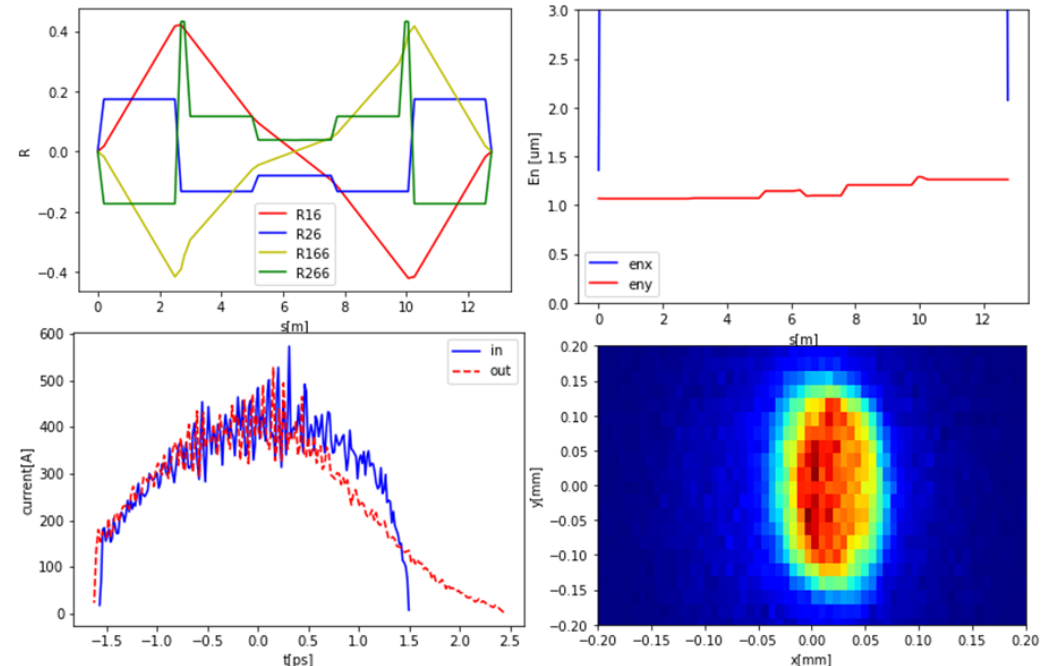 0.4
0.2
0.0
−0.2
−0.4
R
R16
R26
R166
R266
0 2 4 6 8 10 12
s[m]
3.0
2.5
2.0
1.5
1.0
0.5
0.0
En [um]
enx
eny
0 2 4 6 8 10 12
s[m]
600
500
400
300
200
100
0
current[A]
in
out
−1.5 −1.0 −0.5 0.0 0.5 1.0 1.5 2.0 2.5
t[ps]
0.20
0.15
0.10
0.05
0.00
−0.05
−0.10
−0.15
−0.20
y[mm]
−0.20 −0.15 −0.10 −0.05 0.00 0.05 0.10 0.15 0.20
x[mm]